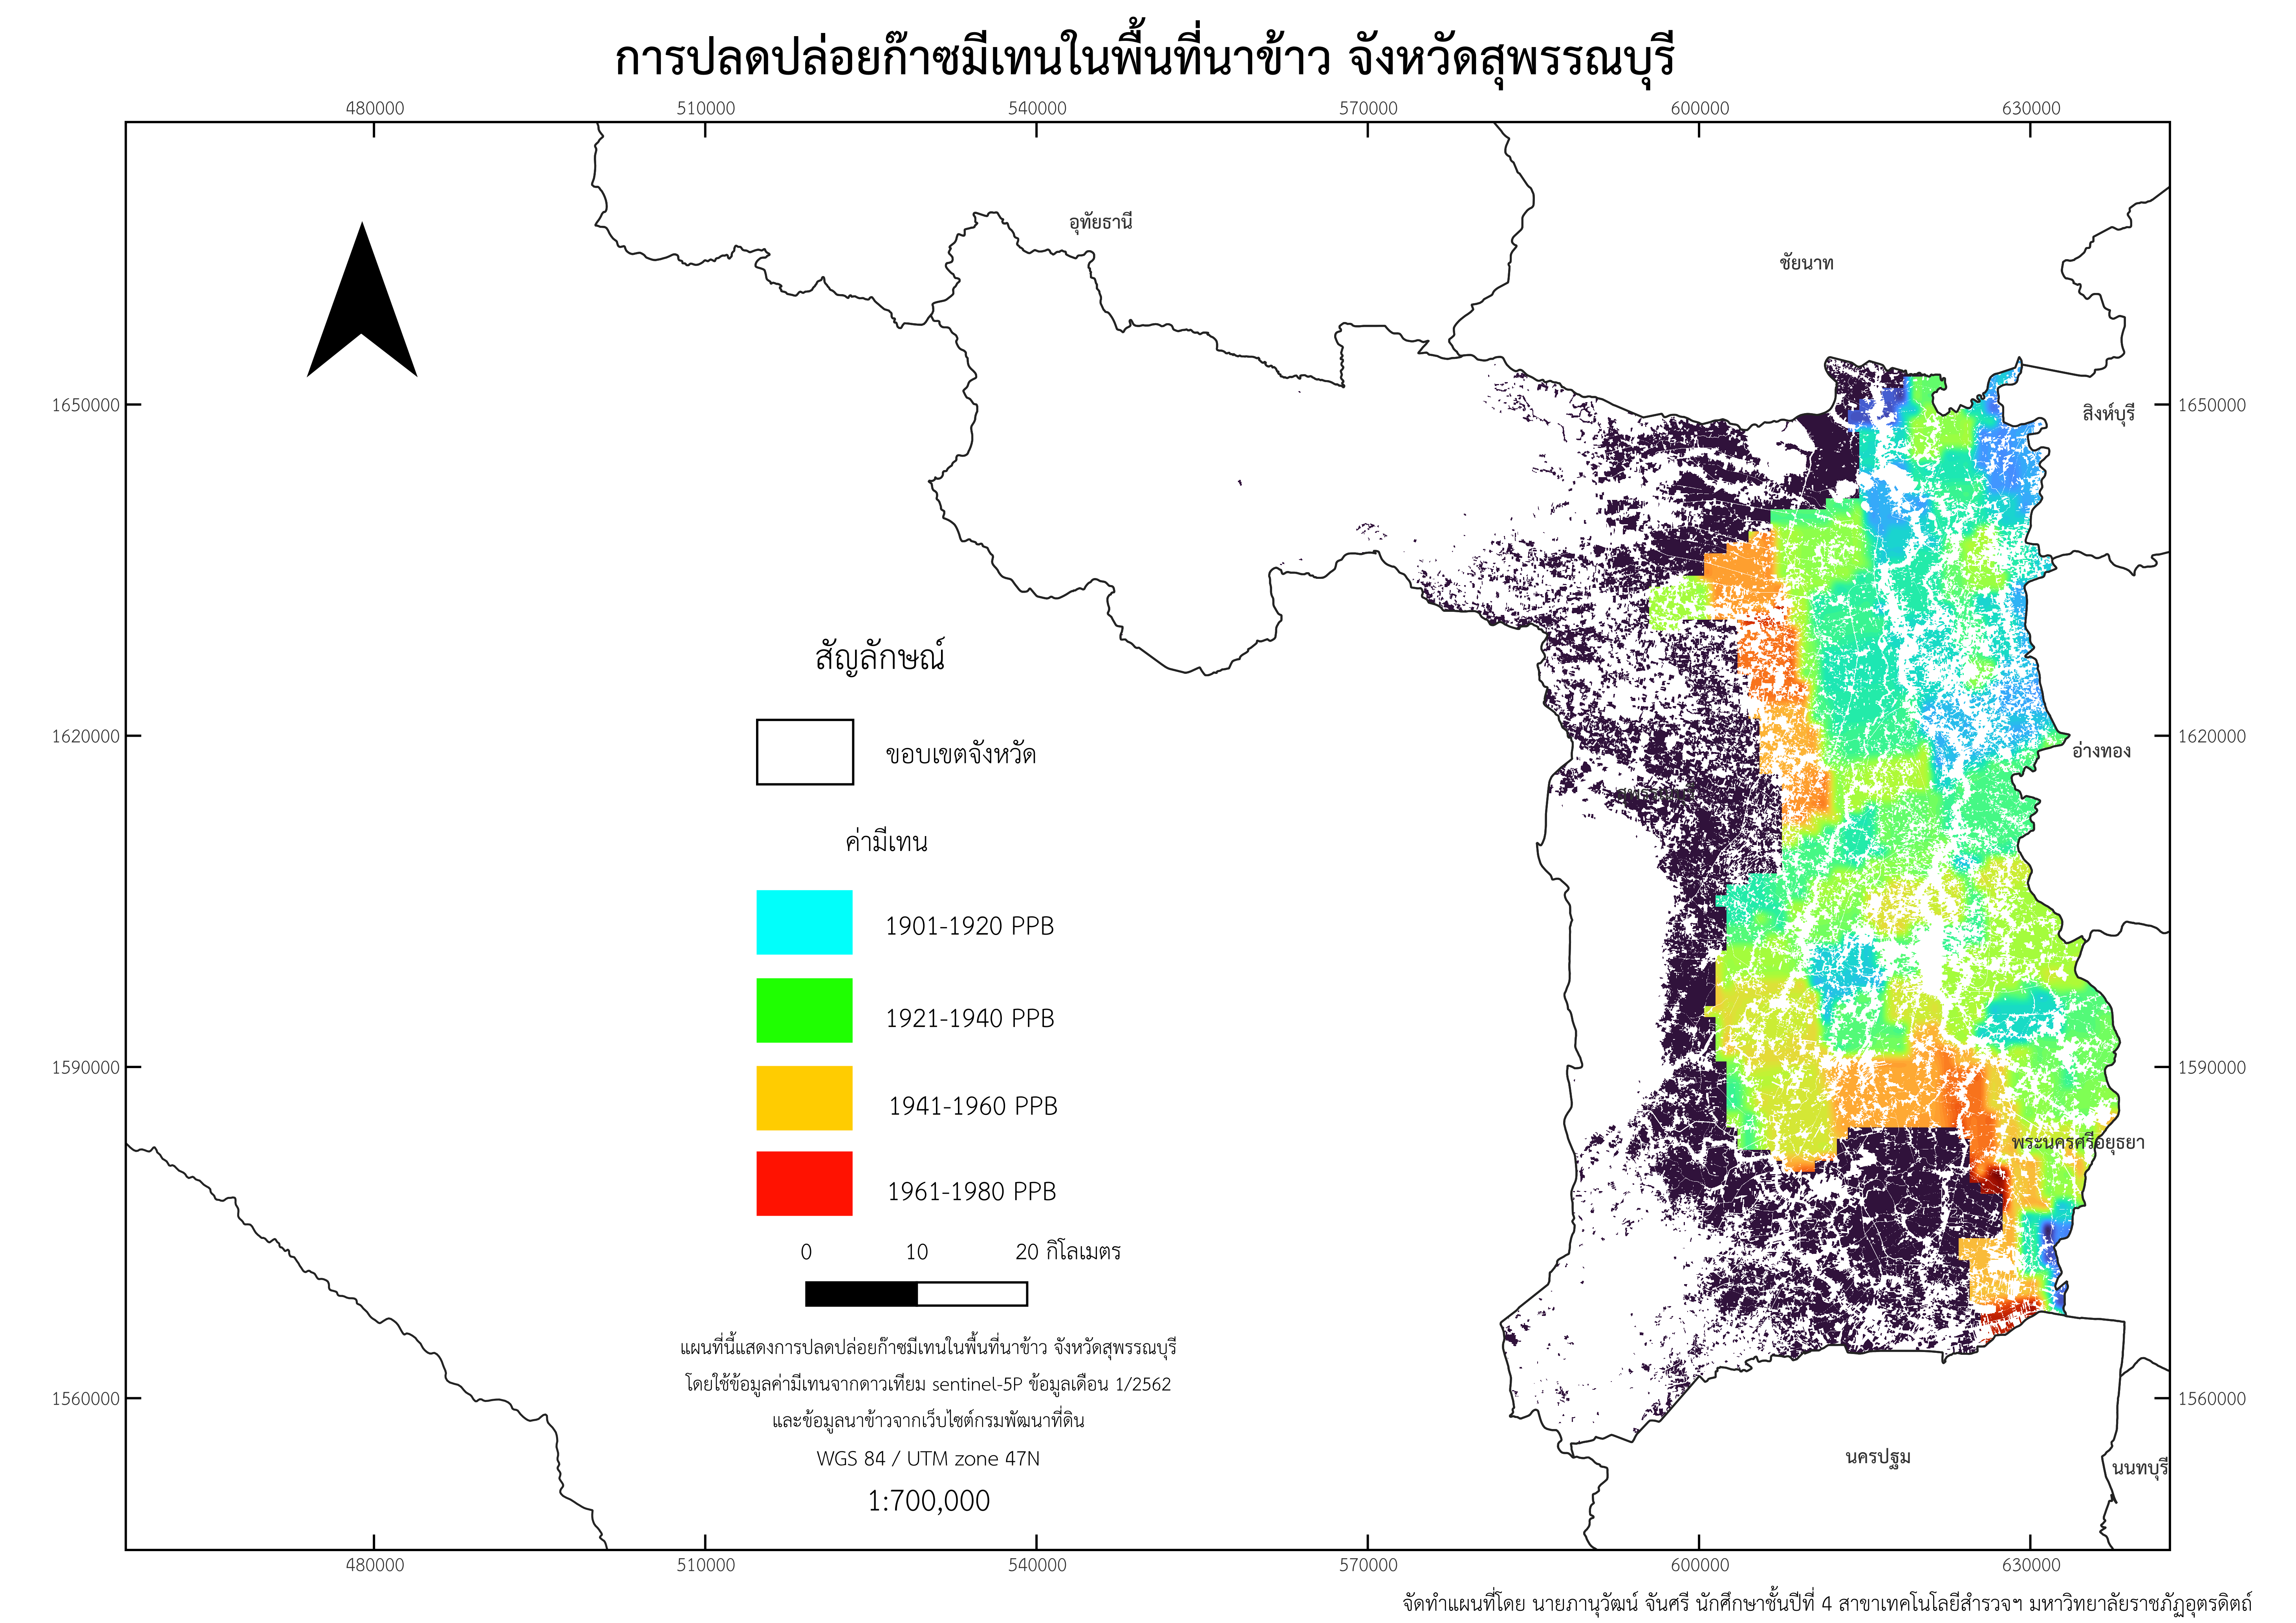 การปลดปล่อยก๊าซมีเทนในพื้นที่นาข้าว จังหวัดสุพรรณบุรี
480000 510000 540000 570000 600000 630000
อุทัยธานี
ชัยนาท
1650000 1650000
สิงห์บุรี
สัญลักษณ์
1620000 1620000
ขอบเขตจังหวัด
อ่างทอง
ค่ามีเทน
1901-1920 PPB
1921-1940 PPB
1590000 1590000
1941-1960 PPB
พระนครศรีอยุธยา
1961-1980 PPB
0 10 20 กิโลเมตร
แผนที่นี้แสดงการปลดปล่อยก๊าซมีเทนในพื้นที่นาข้าว จังหวัดสุพรรณบุรี
โดยใช้ข้อมูลค่ามีเทนจากดาวเทียม sentinel-5P ข้อมูลเดือน 1/2562
1560000 1560000
และข้อมูลนาข้าวจากเว็บไซต์กรมพัฒนาที่ดิน
WGS 84 / UTM zone 47N
นครปฐม
นนทบุรี
1:700,000
480000 510000 540000 570000 600000 630000
จัดทำแผนที่โดย นายภานุวัฒน์ จันศรี นักศึกษาชั้นปีที่ 4 สาขาเทคโนโลยีสำรวจฯ มหาวิทยาลัยราชภัฏอุตรดิตถ์